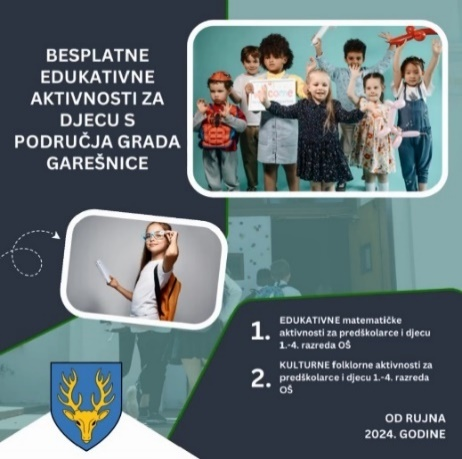 BESPLATNE
EDUKATIVNE
AKTIVNOSTI ZA
DJECU S
PODRUČJA GRADA
GAREŠNICE
come
1.
EDUKATIVNE matematičke
aktivnosti za predškolarce i djecu
1.-4. razreda OŠ
2.
KULTURNE folklorne aktivnosti za
predškolarce i djecu 1.-4. razreda
OŠ
OD RUJNA
2024. GODINE